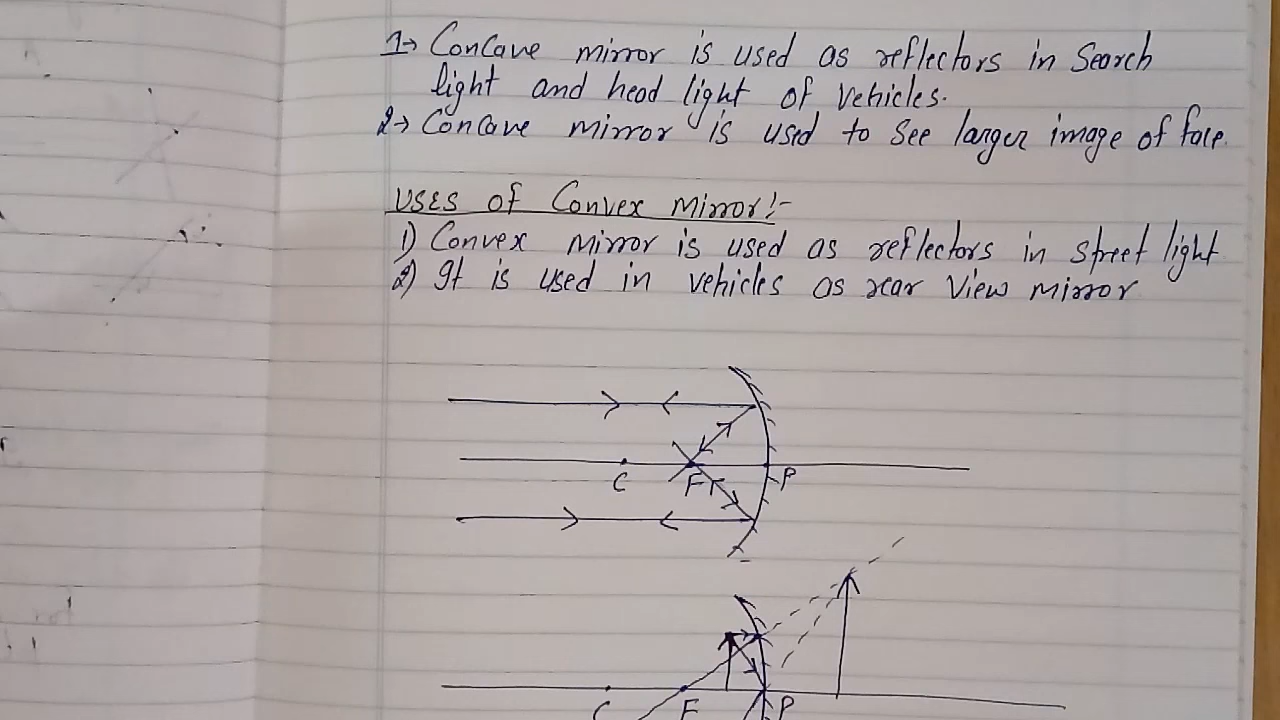 1→ Concave mirror is used as reflectors in Search
light and head light of vehicles.
2→ Concave mirror is used to see larger image of face.
Uses of Convex mirror:-
1) Convex mirror is used as reflectors in street light
2) It is used in vehicles as rear view mirror
C F P
C F P